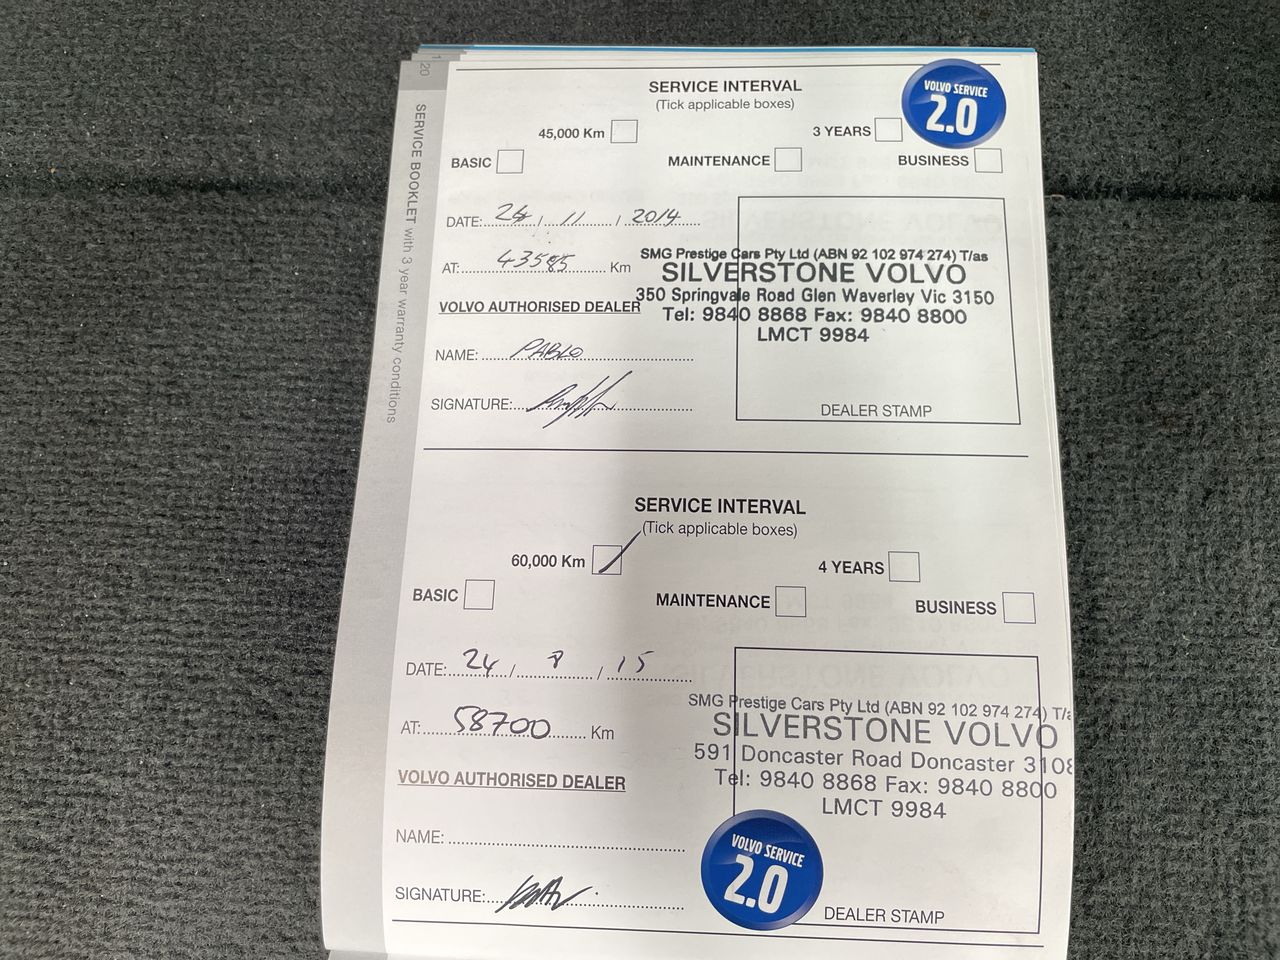 1
20
SERVICE BOOKLET with 3 year warranty conditions
SERVICE INTERVAL
(Tick applicable boxes)
VOLVO SERVICE
2.0
45,000 Km
3 YEARS
BASIC
MAINTENANCE
BUSINESS
DATE: 24 / 11 / 2014
AT: 43585 Km
SMG Prestige Cars Pty Ltd (ABN 92 102 974 274) T/as
SILVERSTONE VOLVO
350 Springvale Road Glen Waverley Vic 3150
Tel: 9840 8868 Fax: 9840 8800
LMCT 9984
VOLVO AUTHORISED DEALER
NAME: PABLO
SIGNATURE:
DEALER STAMP
SERVICE INTERVAL
(Tick applicable boxes)
60,000 Km
4 YEARS
BASIC
MAINTENANCE
BUSINESS
DATE: 24 / 8 / 15
AT: 58700 Km
SMG Prestige Cars Pty Ltd (ABN 92 102 974 274) T/a
SILVERSTONE VOLVO
591 Doncaster Road Doncaster 3108
Tel: 9840 8868 Fax: 9840 8800
LMCT 9984
VOLVO AUTHORISED DEALER
NAME:
SIGNATURE:
VOLVO SERVICE
2.0
DEALER STAMP